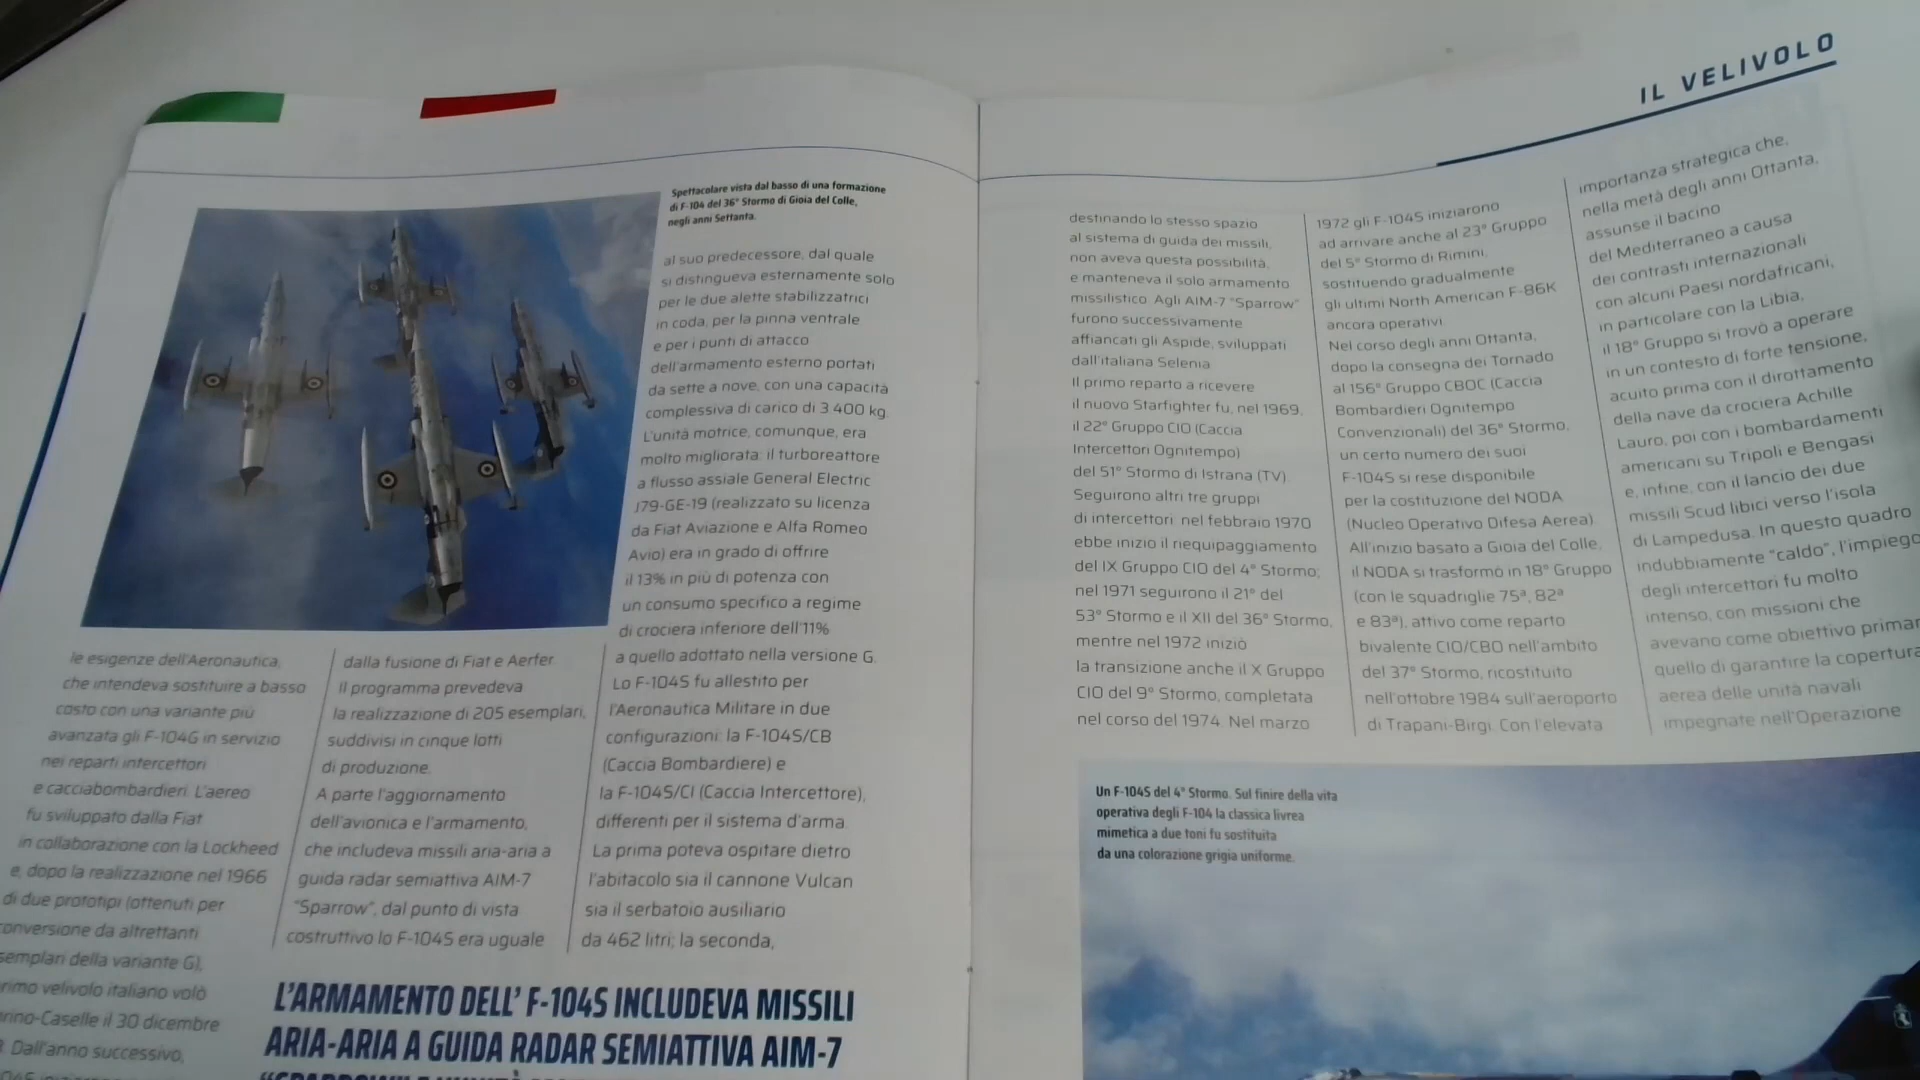 IL VELIVOLO
Spettacolare vista dal basso di una formazione
di F-104 del 36° Stormo di Gioia del Colle,
negli anni Settanta.
le esigenze dell'Aeronautica,
che intendeva sostituire a basso
costo con una variante più
avanzata gli F-104G in servizio
nei reparti intercettori
e cacciabombardieri. L'aereo
fu sviluppato dalla Fiat
in collaborazione con la Lockheed
e, dopo la realizzazione nel 1966
di due prototipi (ottenuti per
conversione da altrettanti
della variante G),
velivolo italiano volò
il 30 dicembre
Dall'anno successivo,
dalla fusione di Fiat e Aerfer.
Il programma prevedeva
la realizzazione di 205 esemplari,
suddivisi in cinque lotti
di produzione.
A parte l'aggiornamento
dell'avionica e l'armamento,
che includeva missili aria-aria a
guida radar semiattiva AIM-7
"Sparrow", dal punto di vista
costruttivo lo F-104S era uguale
al suo predecessore, dal quale
si distingueva esternamente solo
per le due alette stabilizzatrici
in coda, per la pinna ventrale
e per i punti di attacco
dell'armamento esterno portati
da sette a nove, con una capacità
complessiva di carico di 3 400 kg.
L'unità motrice, comunque, era
molto migliorata: il turboreattore
a flusso assiale General Electric
J79-GE-19 (realizzato su licenza
da Fiat Aviazione e Alfa Romeo
Avio) era in grado di offrire
il 13% in più di potenza con
un consumo specifico a regime
di crociera inferiore dell'11%
a quello adottato nella versione G.
Lo F-104S fu allestito per
l'Aeronautica Militare in due
configurazioni: la F-104S/CB
(Caccia Bombardiere) e
la F-104S/CI (Caccia Intercettore),
differenti per il sistema d'arma.
La prima poteva ospitare dietro
l'abitacolo sia il cannone Vulcan
sia il serbatoio ausiliario
da 462 litri; la seconda,
L'ARMAMENTO DELL' F-104S INCLUDEVA MISSILI
ARIA-ARIA A GUIDA RADAR SEMIATTIVA AIM-7
destinando lo stesso spazio
al sistema di guida dei missili,
non aveva questa possibilità,
e manteneva il solo armamento
missilistico. Agli AIM-7 "Sparrow"
furono successivamente
affiancati gli Aspide, sviluppati
dall'italiana Selenia.
Il primo reparto a ricevere
il nuovo Starfighter fu, nel 1969,
il 22° Gruppo CIO (Caccia
Intercettori Ognitempo)
del 51° Stormo di Istrana (TV).
Seguirono altri tre gruppi
di intercettori: nel febbraio 1970
ebbe inizio il riequipaggiamento
del IX Gruppo CIO del 4° Stormo;
nel 1971 seguirono il 21° del
53° Stormo e il XII del 36° Stormo,
mentre nel 1972 iniziò
la transizione anche il X Gruppo
CIO del 9° Stormo, completata
nel corso del 1974. Nel marzo
1972 gli F-104S iniziarono
ad arrivare anche al 23° Gruppo
del 5° Stormo di Rimini,
sostituendo gradualmente
gli ultimi North American F-86K
ancora operativi.
Nel corso degli anni Ottanta,
dopo la consegna dei Tornado
al 156° Gruppo CBOC (Caccia
Bombardieri Ognitempo
Convenzionali) del 36° Stormo,
un certo numero dei suoi
F-104S si rese disponibile
per la costituzione del NODA
(Nucleo Operativo Difesa Aerea).
All'inizio basato a Gioia del Colle,
il NODA si trasformò in 18° Gruppo
(con le squadriglie 75ª, 82ª
e 83ª), attivo come reparto
bivalente CIO/CBO nell'ambito
del 37° Stormo, ricostituito
nell'ottobre 1984 sull'aeroporto
di Trapani-Birgi. Con l'elevata
importanza strategica che,
nella metà degli anni Ottanta,
assunse il bacino
del Mediterraneo a causa
dei contrasti internazionali
con alcuni Paesi nordafricani,
in particolare con la Libia,
il 18° Gruppo si trovò a operare
in un contesto di forte tensione,
acuito prima con il dirottamento
della nave da crociera Achille
Lauro, poi con i bombardamenti
americani su Tripoli e Bengasi
e, infine, con il lancio dei due
missili Scud libici verso l'isola
di Lampedusa. In questo quadro
indubbiamente "caldo", l'impiego
degli intercettori fu molto
intenso, con missioni che
avevano come obiettivo
quello di garantire la copertura
aerea delle unità navali
impegnate nell'Operazione
Un F-104S del 4° Stormo. Sul finire della vita
operativa degli F-104 la classica livrea
mimetica a due toni fu sostituita
da una colorazione grigia uniforme.